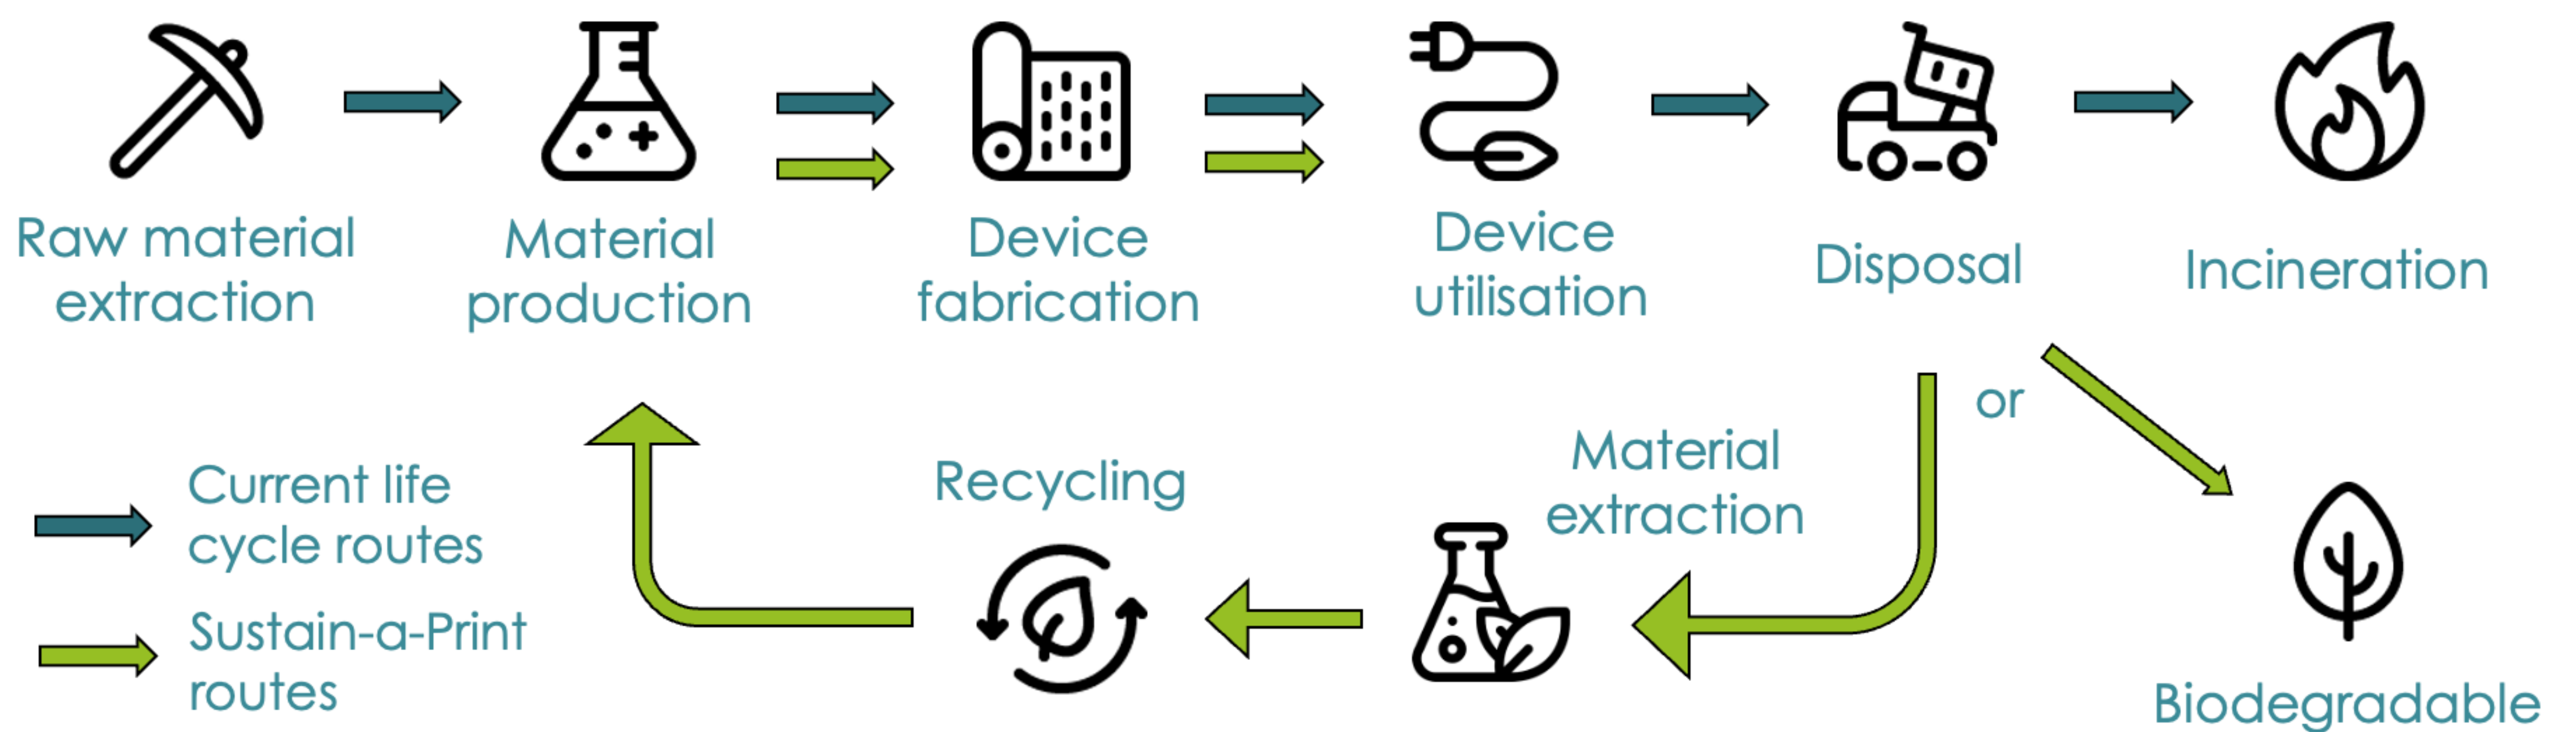 Raw material
extraction
Material
production
Device
fabrication
Device
utilisation
Disposal
Incineration
or
Material
extraction
Recycling
Current life
cycle routes
Sustain-a-Print
routes
Biodegradable